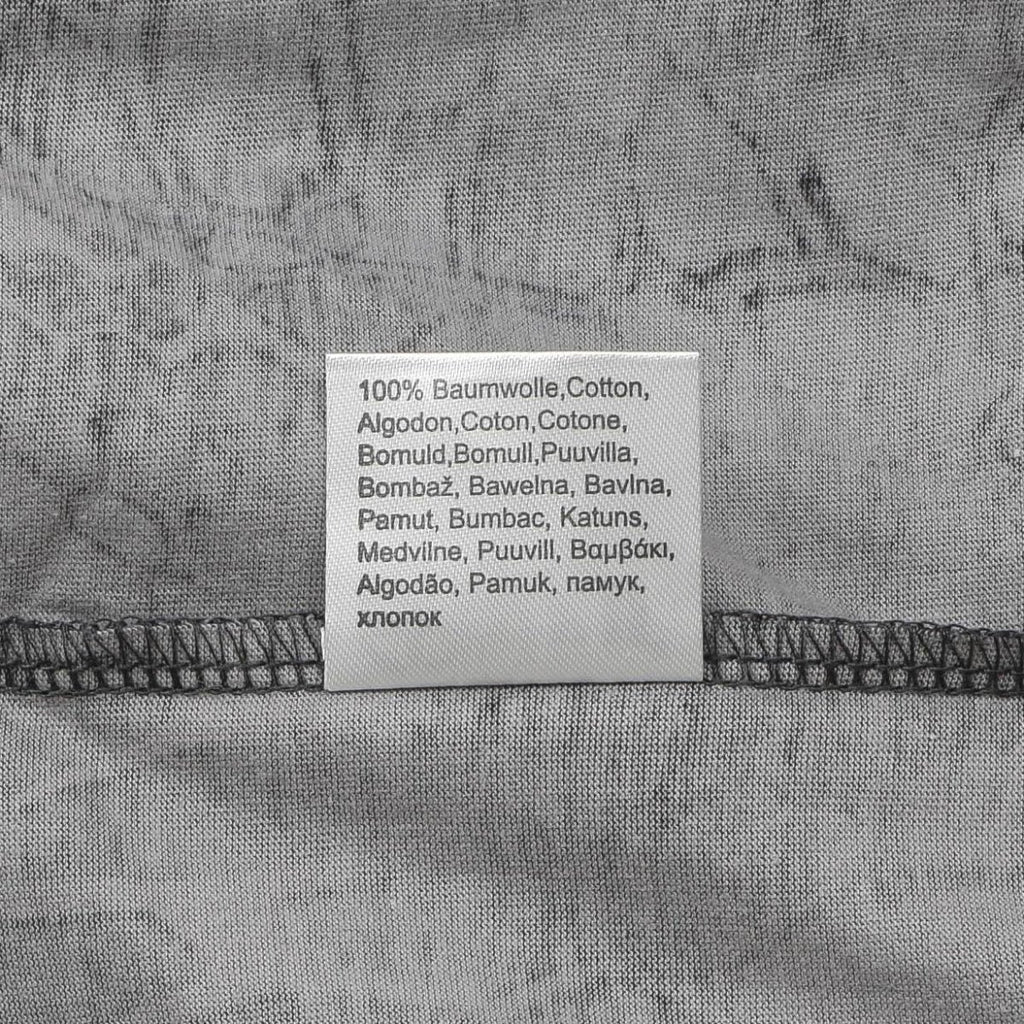 100% Baumwolle,Cotton,
Algodon,Coton,Cotone,
Bomuld,Bomull,Puuvilla,
Bombaž, Bawelna, Bavlna,
Pamut, Bumbac, Katuns,
Medvilne, Puuvill, Βαμβάκι,
Algodão, Pamuk, памук,
хлопок